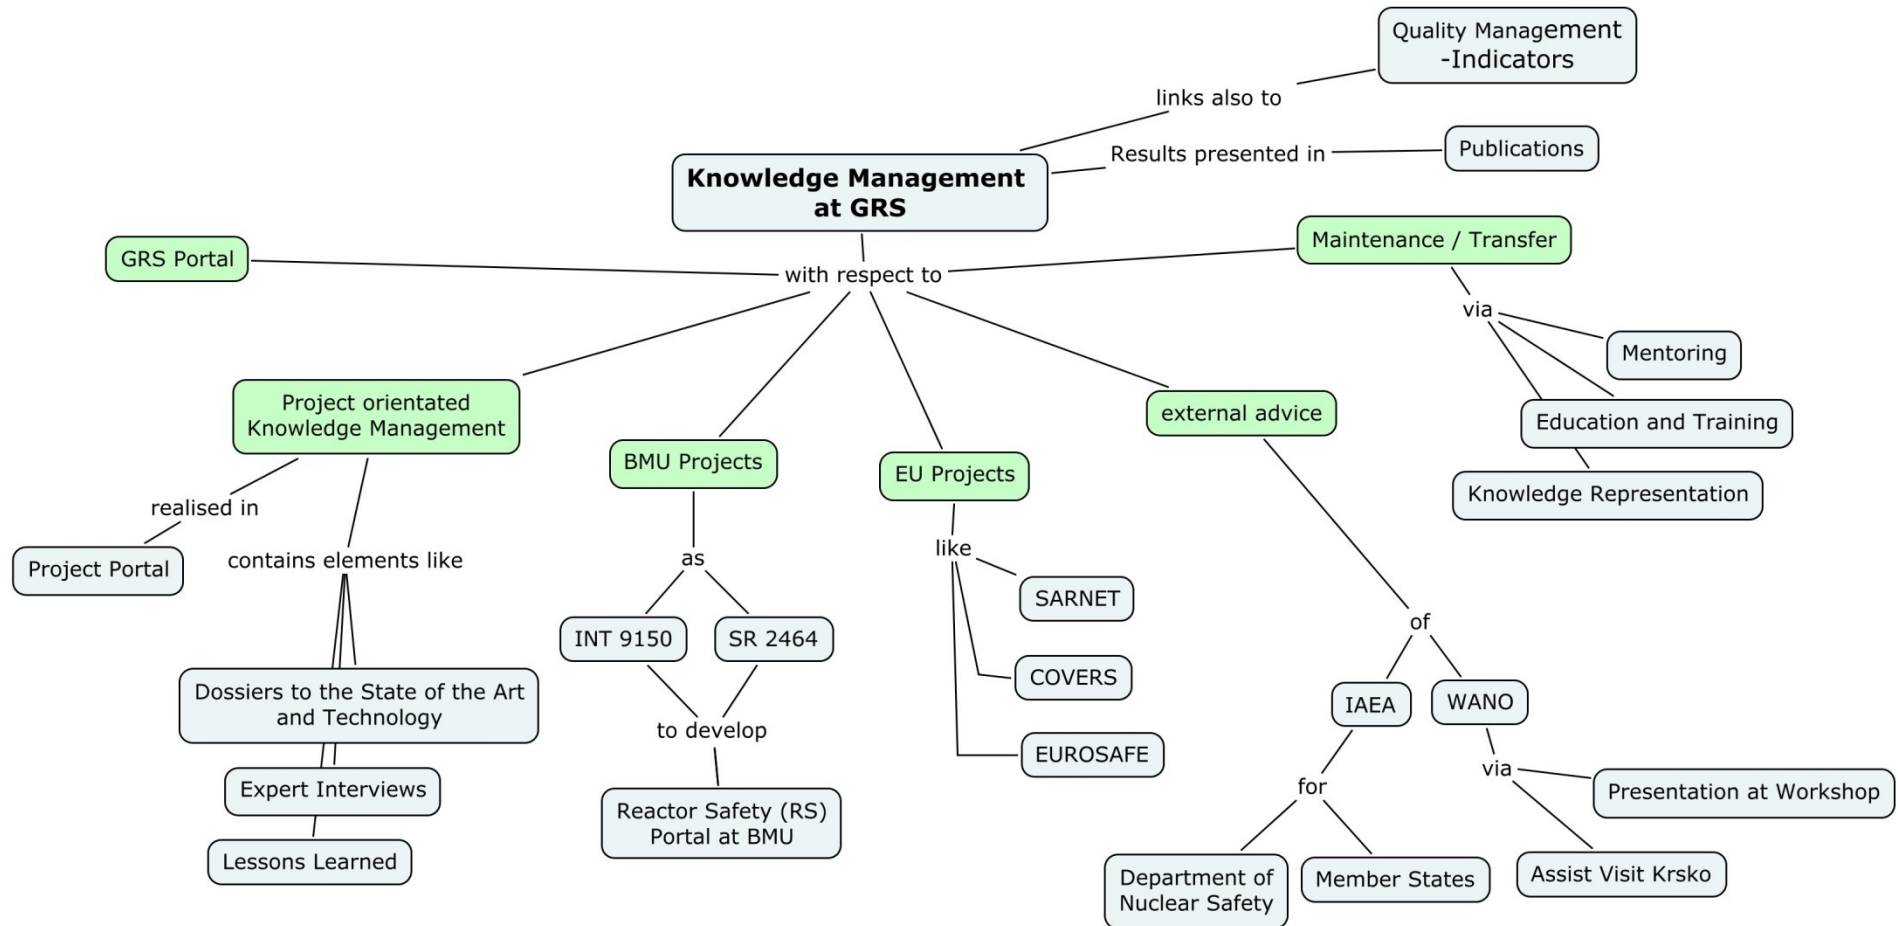 Quality Management
-Indicators
links also to
Results presented in
Publications
Knowledge Management
at GRS
GRS Portal
with respect to
Maintenance / Transfer
via
Mentoring
Education and Training
Knowledge Representation
Project orientated
Knowledge Management
realised in
Project Portal
contains elements like
Dossiers to the State of the Art
and Technology
Expert Interviews
Lessons Learned
BMU Projects
as
INT 9150
SR 2464
to develop
Reactor Safety (RS)
Portal at BMU
EU Projects
like
SARNET
COVERS
EUROSAFE
external advice
of
IAEA
WANO
for
Department of
Nuclear Safety
Member States
via
Presentation at Workshop
Assist Visit Krsko